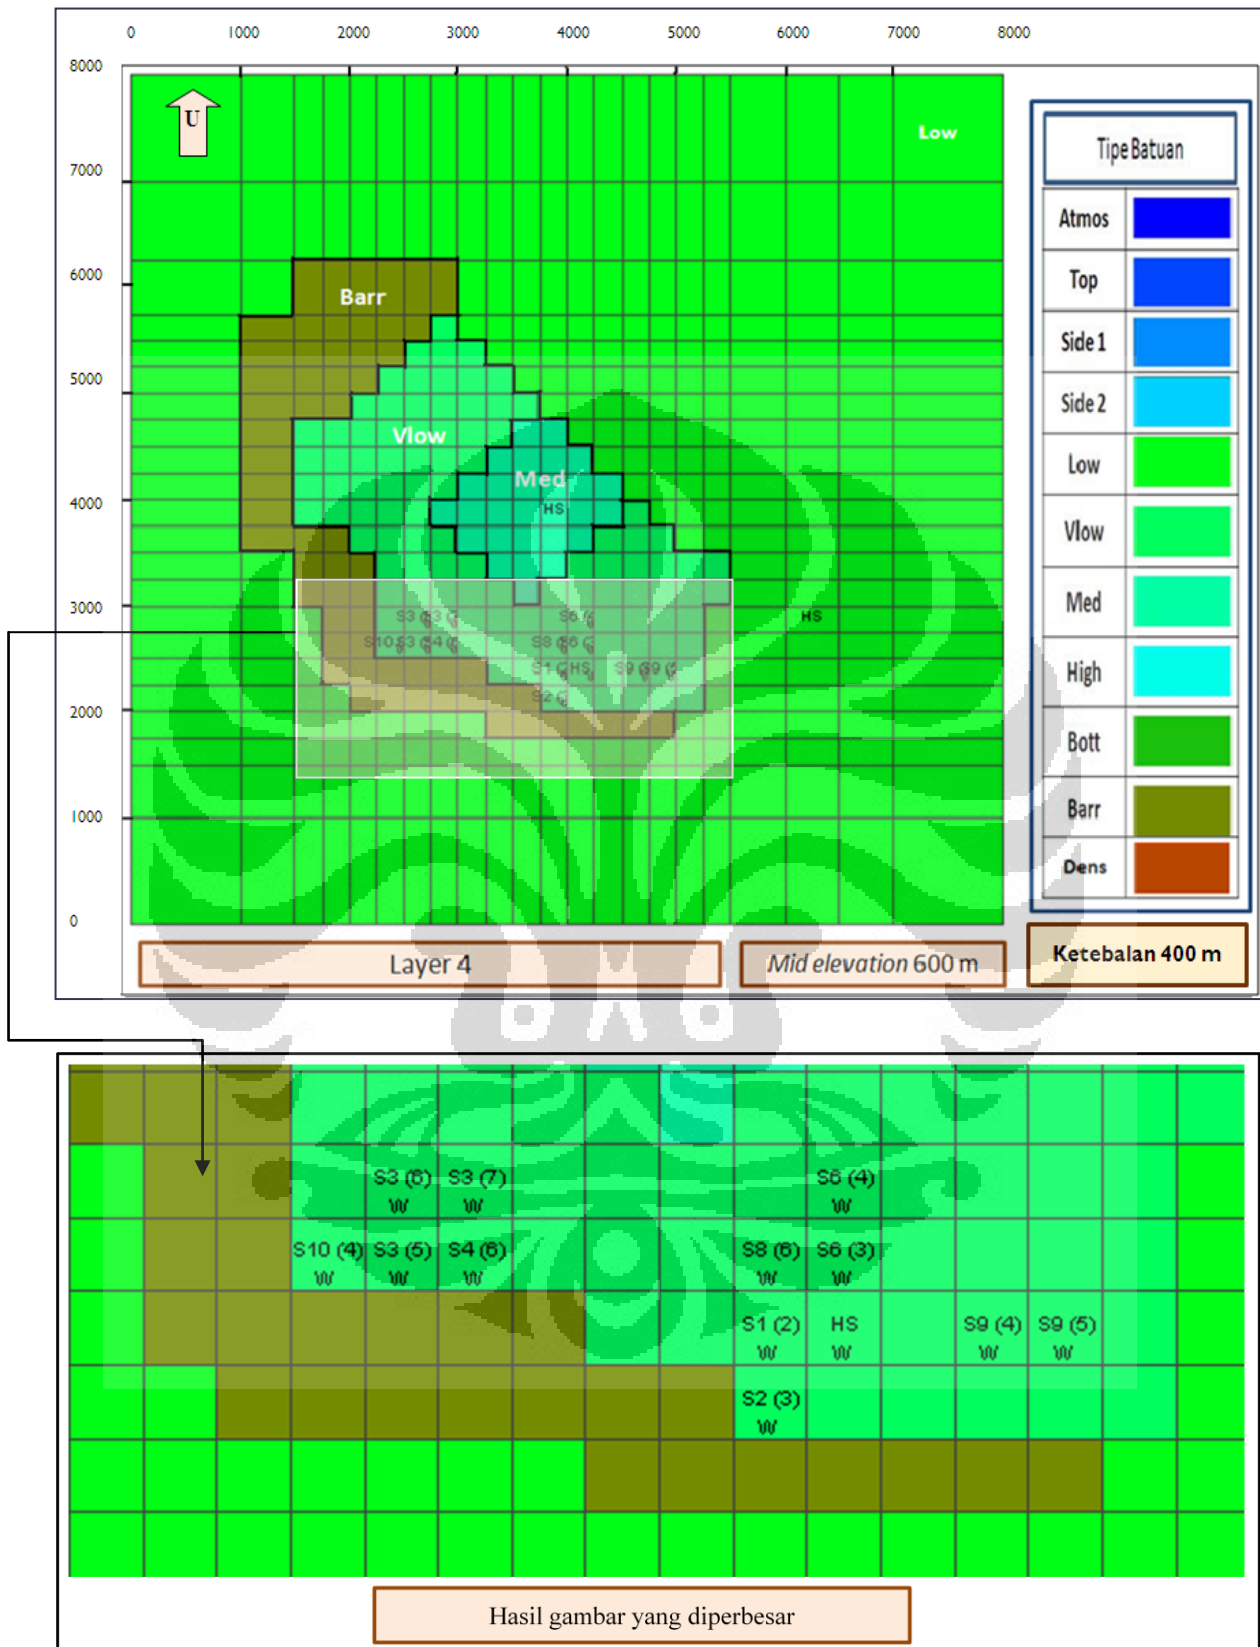 0 1000 2000 3000 4000 5000 6000 7000 8000
8000
U
Low
7000
6000
Barr
5000
Vlow
Med
4000
HS
3000
HS
2000
1000
0
Layer 4
Mid elevation 600 m
Tipe Batuan
Atmos
Top
Side 1
Side 2
Low
Vlow
Med
High
Bott
Barr
Dens
Ketebalan 400 m
S3 (6) S3 (7) S6 (4)
W W W
S10 (4) S3 (5) S4 (6) S8 (6) S6 (3)
W W W W W
S1 (2) HS S9 (4) S9 (5)
W W W W
S2 (3)
W
Hasil gambar yang diperbesar